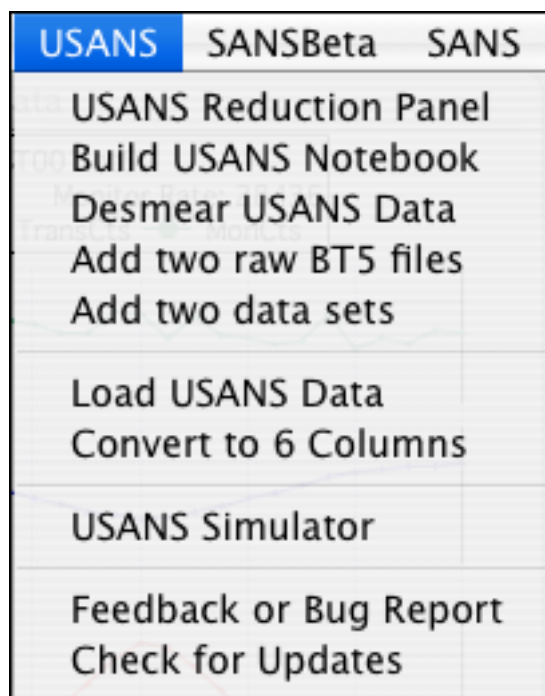 USANS SANSBeta SANS
USANS Reduction Panel
Build USANS Notebook
Desmear USANS Data
Add two raw BT5 files
Add two data sets
Load USANS Data
Convert to 6 Columns
USANS Simulator
Feedback or Bug Report
Check for Updates